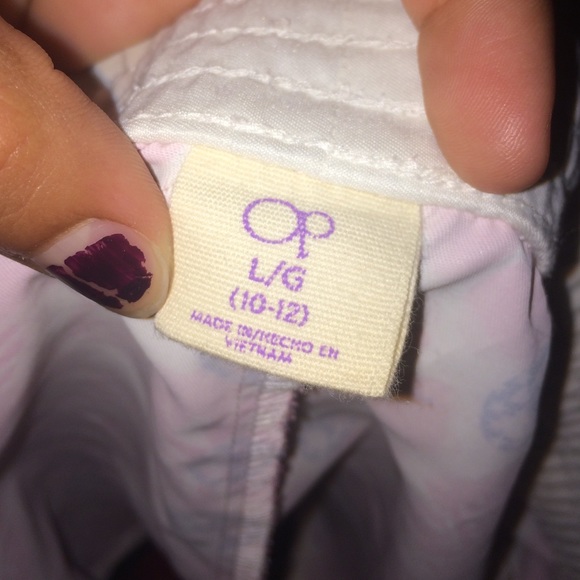 Op
L/G
(10-12)
MADE IN/HECHO EN
VIETNAM